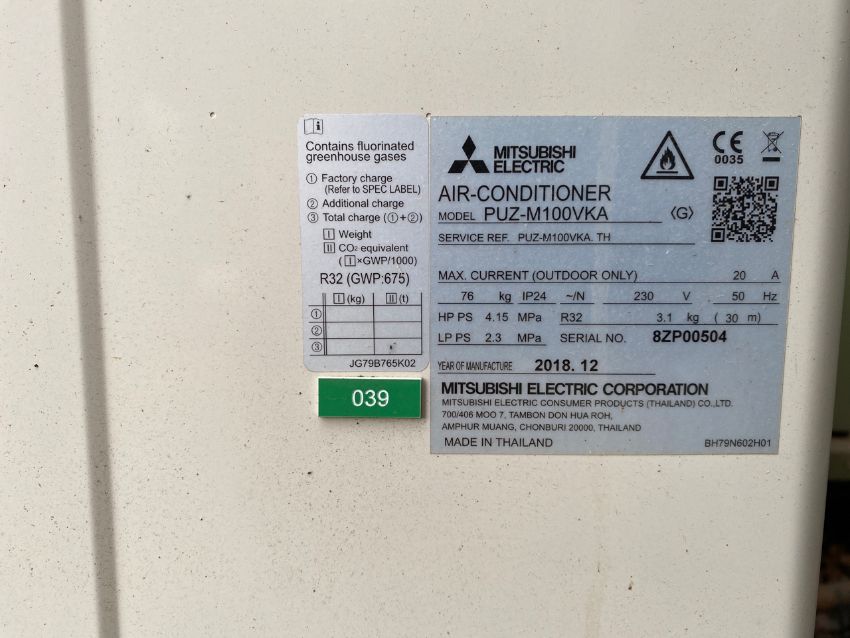 Contains fluorinated
greenhouse gases
① Factory charge
(Refer to SPEC LABEL)
② Additional charge
③ Total charge (①+②)
Ⅰ Weight
Ⅱ CO₂ equivalent
(Ⅰ×GWP/1000)
R32 (GWP:675)
Ⅰ (kg) Ⅱ (t)
①
②
③
JG79B765K02
039
MITSUBISHI
ELECTRIC
CE
0035
AIR-CONDITIONER
MODEL PUZ-M100VKA ⟨G⟩
SERVICE REF. PUZ-M100VKA. TH
MAX. CURRENT (OUTDOOR ONLY) 20 A
76 kg IP24 ~/N 230 V 50 Hz
HP PS 4.15 MPa R32 3.1 kg ( 30 m)
LP PS 2.3 MPa SERIAL NO. 8ZP00504
YEAR OF MANUFACTURE 2018. 12
MITSUBISHI ELECTRIC CORPORATION
MITSUBISHI ELECTRIC CONSUMER PRODUCTS (THAILAND) CO.,LTD.
700/406 MOO 7, TAMBON DON HUA ROH,
AMPHUR MUANG, CHONBURI 20000, THAILAND
MADE IN THAILAND BH79N602H01